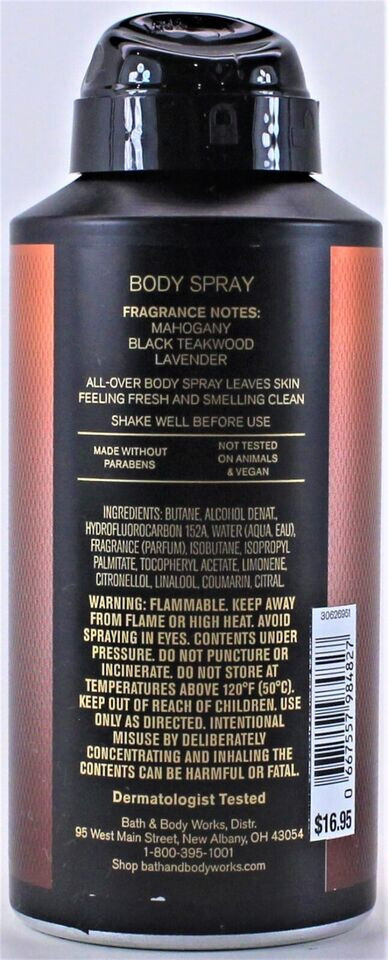 BODY SPRAY
FRAGRANCE NOTES:
MAHOGANY
BLACK TEAKWOOD
LAVENDER
ALL-OVER BODY SPRAY LEAVES SKIN
FEELING FRESH AND SMELLING CLEAN
SHAKE WELL BEFORE USE
MADE WITHOUT
PARABENS
NOT TESTED
ON ANIMALS
& VEGAN
INGREDIENTS: BUTANE, ALCOHOL DENAT.,
HYDROFLUOROCARBON 152A, WATER (AQUA, EAU),
FRAGRANCE (PARFUM), ISOBUTANE, ISOPROPYL
PALMITATE, TOCOPHERYL ACETATE, LIMONENE,
CITRONELLOL, LINALOOL, COUMARIN, CITRAL.
WARNING: FLAMMABLE. KEEP AWAY
FROM FLAME OR HIGH HEAT. AVOID
SPRAYING IN EYES. CONTENTS UNDER
PRESSURE. DO NOT PUNCTURE OR
INCINERATE. DO NOT STORE AT
TEMPERATURES ABOVE 120°F (50°C).
KEEP OUT OF REACH OF CHILDREN. USE
ONLY AS DIRECTED. INTENTIONAL
MISUSE BY DELIBERATELY
CONCENTRATING AND INHALING THE
CONTENTS CAN BE HARMFUL OR FATAL.
Dermatologist Tested
Bath & Body Works, Distr.
95 West Main Street, New Albany, OH 43054
1-800-395-1001
Shop bathandbodyworks.com
30626951
0 667557 984827
$16.95